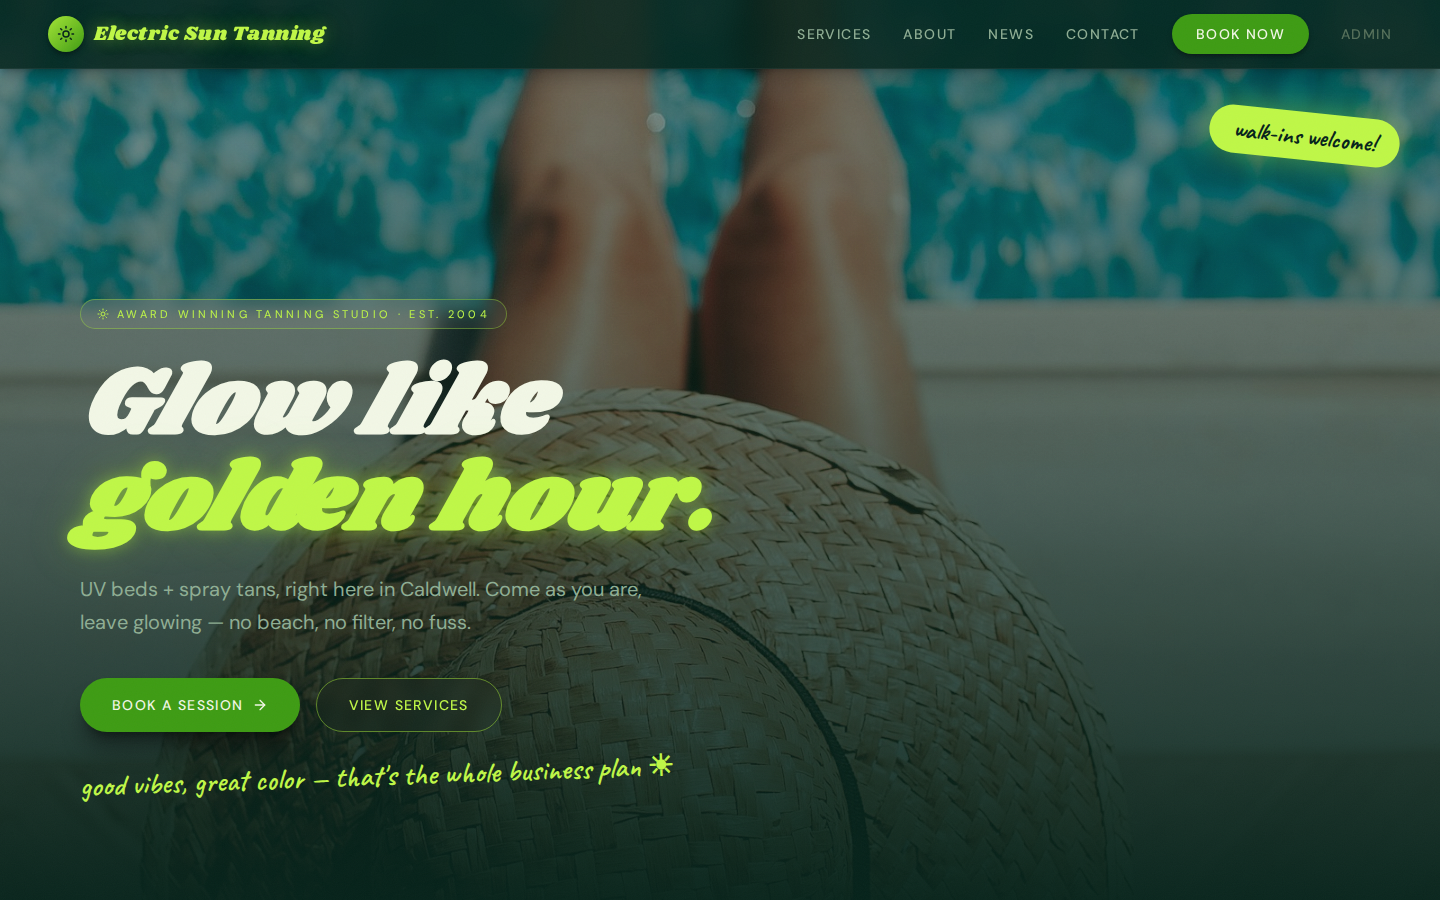 Electric Sun Tanning
SERVICES
ABOUT
NEWS
CONTACT
BOOK NOW
ADMIN
walk-ins welcome!
AWARD WINNING TANNING STUDIO · EST. 2004
Glow like
golden hour.
UV beds + spray tans, right here in Caldwell. Come as you are,
leave glowing — no beach, no filter, no fuss.
BOOK A SESSION →
VIEW SERVICES
good vibes, great color — that's the whole business plan ☀